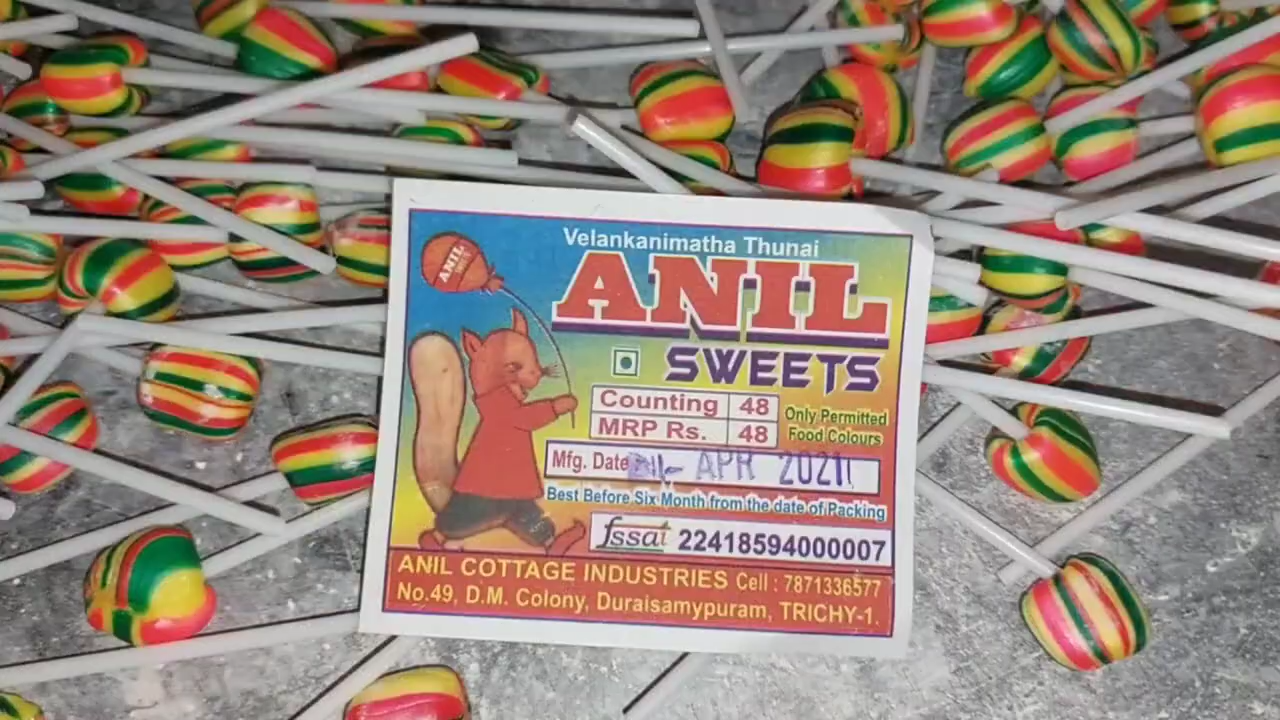 Velankanimatha Thunai
ANIL
SWEETS
ANIL
SWEETS
Counting 48
MRP Rs. 48
Only Permitted
Food Colours
Mfg. Date APR 2021
Best Before Six Month from the date of Packing
fssai 22418594000007
ANIL COTTAGE INDUSTRIES Cell : 7871336577
No.49, D.M. Colony, Duraisamypuram, TRICHY-1.